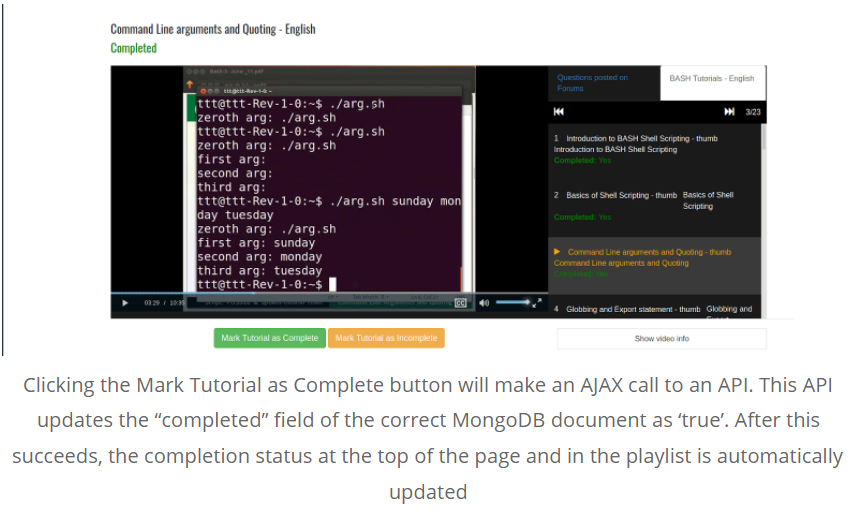 Command Line arguments and Quoting - English
Completed
ttt@ttt-Rev-1-0: ~
ttt@ttt-Rev-1-0:~$ ./arg.sh
zeroth arg: ./arg.sh
ttt@ttt-Rev-1-0:~$ ./arg.sh
zeroth arg: ./arg.sh
first arg:
second arg:
third arg:
ttt@ttt-Rev-1-0:~$ ./arg.sh sunday mon
day tuesday
zeroth arg: ./arg.sh
first arg: sunday
second arg: monday
third arg: tuesday
ttt@ttt-Rev-1-0:~$
03:29 / 10:35
CC
Questions posted on
Forums
BASH Tutorials - English
3/23
1 Introduction to BASH Shell Scripting - thumb
Introduction to BASH Shell Scripting
Completed: Yes
2 Basics of Shell Scripting - thumb Basics of Shell
Scripting
Completed: Yes
Command Line arguments and Quoting - thumb
Command Line arguments and Quoting
Completed: Yes
4 Globbing and Export statement - thumb Globbing and
Mark Tutorial as Complete
Mark Tutorial as Incomplete
Show video info
Clicking the Mark Tutorial as Complete button will make an AJAX call to an API. This API
updates the “completed” field of the correct MongoDB document as ‘true’. After this
succeeds, the completion status at the top of the page and in the playlist is automatically
updated